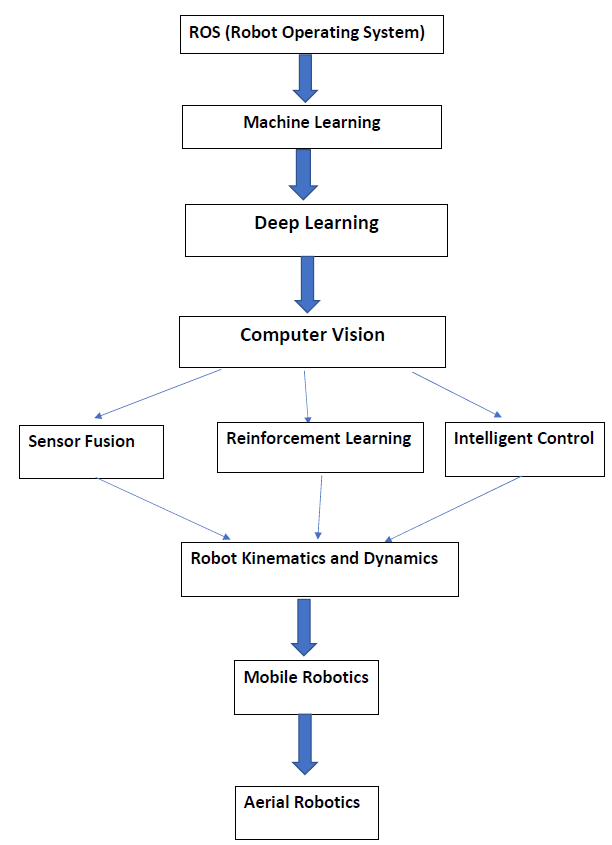 ROS (Robot Operating System)
Machine Learning
Deep Learning
Computer Vision
Sensor Fusion
Reinforcement Learning
Intelligent Control
Robot Kinematics and Dynamics
Mobile Robotics
Aerial Robotics